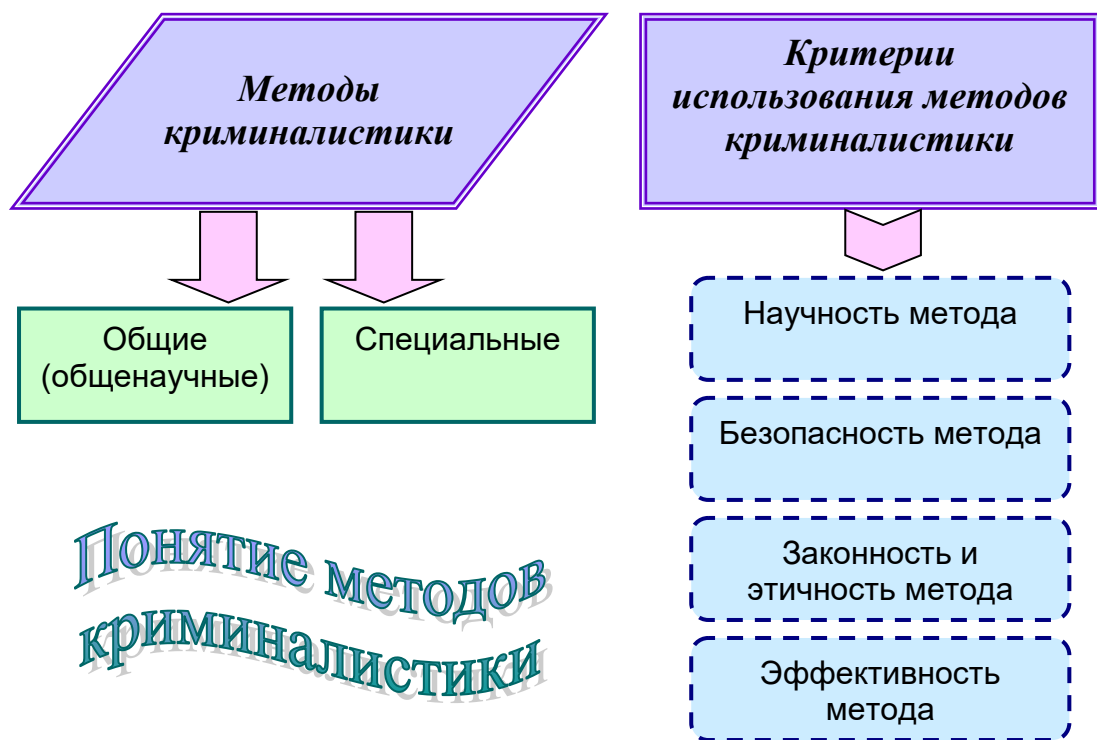 Методы
криминалистики
Общие
(общенаучные)
Специальные
Понятие методов
криминалистики
Критерии
использования методов
криминалистики
Научность метода
Безопасность метода
Законность и
этичность метода
Эффективность
метода